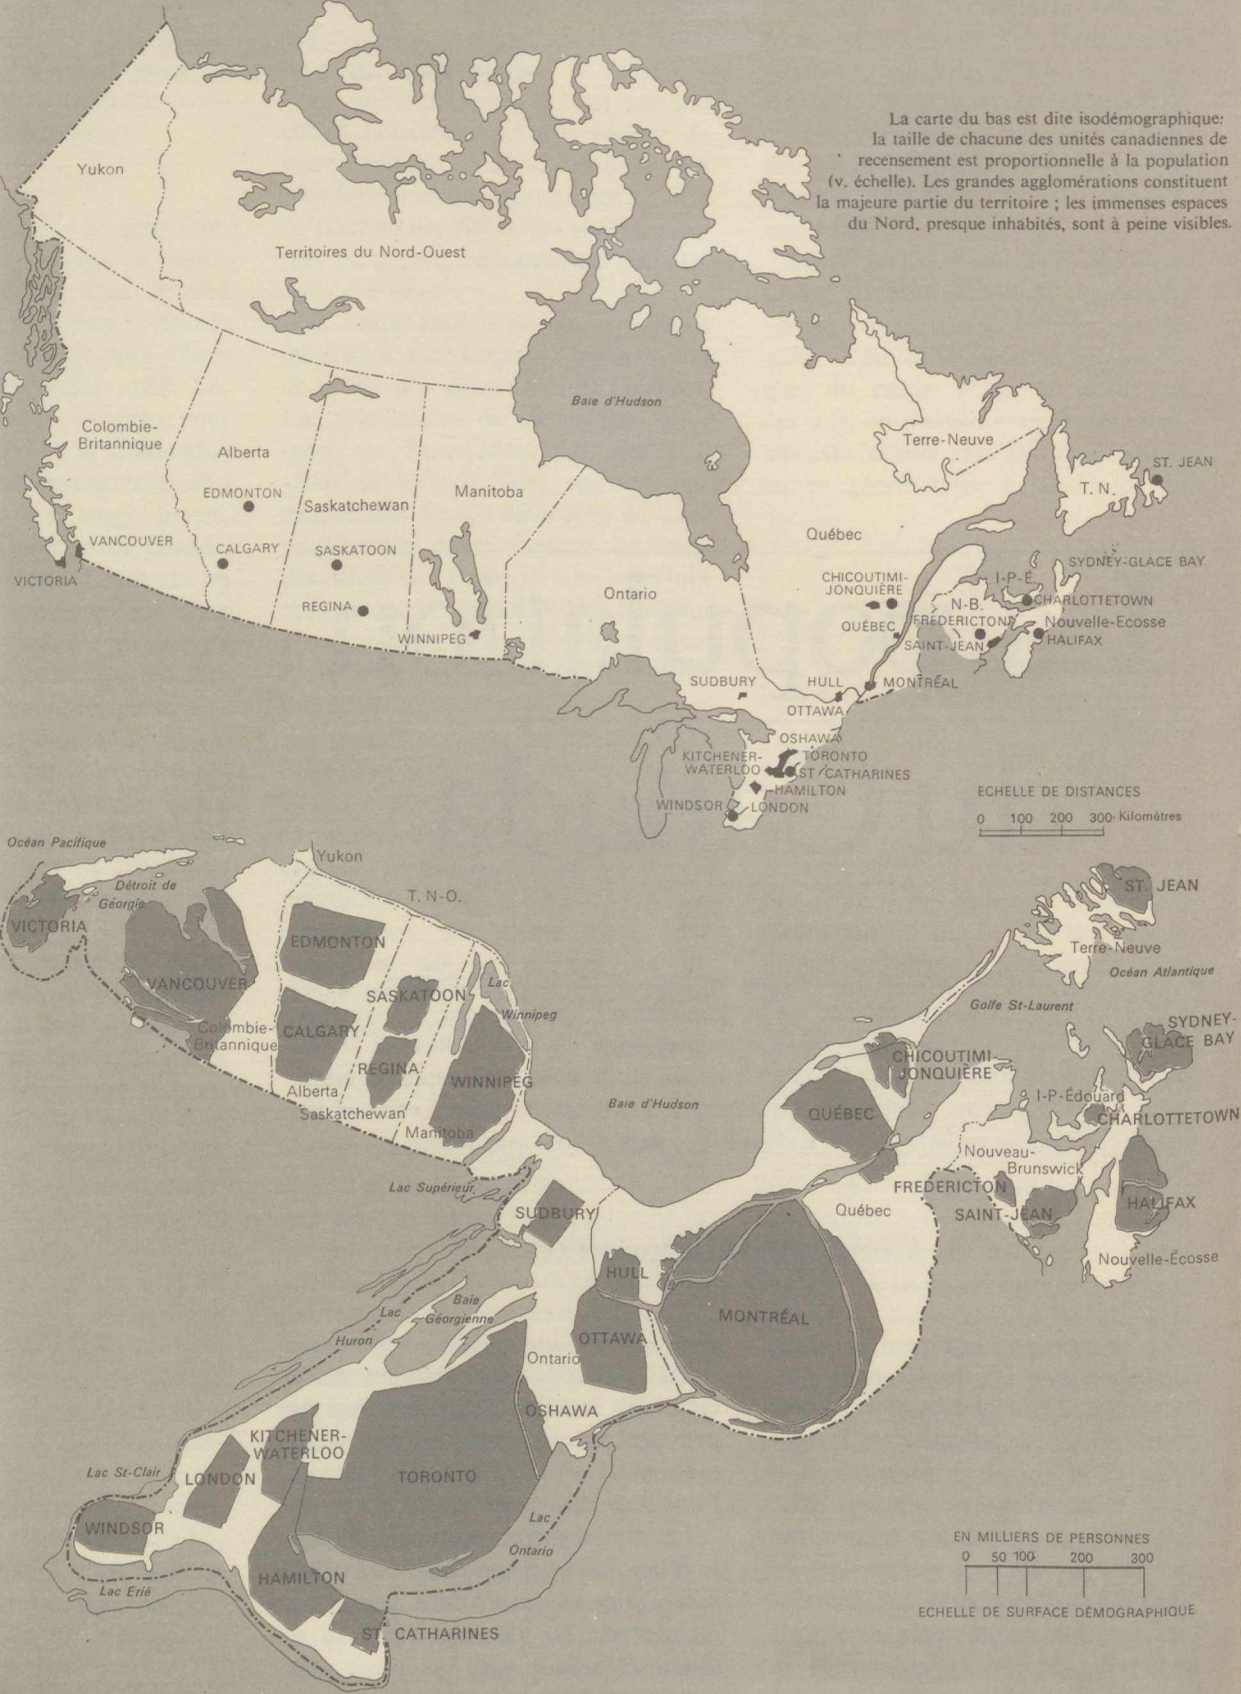 La carte du bas est dite isodémographique:
la taille de chacune des unités canadiennes de
recensement est proportionnelle à la population
(v. échelle). Les grandes agglomérations constituent
la majeure partie du territoire ; les immenses espaces
du Nord, presque inhabités, sont à peine visibles.
Yukon
Territoires du Nord-Ouest
Baie d'Hudson
Colombie-
Britannique
Alberta
EDMONTON
Saskatchewan
Manitoba
Terre-Neuve
ST. JEAN
T. N.
VANCOUVER
CALGARY
SASKATOON
Québec
VICTORIA
SYDNEY-GLACE BAY
CHICOUTIMI-
JONQUIÈRE
I-P-É.
REGINA
Ontario
N-B.
CHARLOTTETOWN
WINNIPEG
QUÉBEC
FREDERICTON
Nouvelle-Ecosse
SAINT-JEAN
HALIFAX
SUDBURY
HULL
MONTRÉAL
OTTAWA
OSHAWA
KITCHENER-
WATERLOO
TORONTO
ST CATHARINES
HAMILTON
WINDSOR
LONDON
ECHELLE DE DISTANCES
0 100 200 300 Kilomètres
Océan Pacifique
Détroit de
Géorgie
Yukon
T. N-O.
VICTORIA
EDMONTON
ST. JEAN
Terre-Neuve
Océan Atlantique
VANCOUVER
SASKATOON
Lac
Winnipeg
Golfe St-Laurent
Colombie-
Britannique
CALGARY
SYDNEY-
GLACE BAY
REGINA
WINNIPEG
CHICOUTIMI
JONQUIÈRE
Alberta
Saskatchewan
Manitoba
Baie d'Hudson
QUÉBEC
I-P-Édouard
CHARLOTTETOWN
Nouveau-
Brunswick
Lac Supérieur
FREDERICTON
SUDBURY
Québec
SAINT-JEAN
HALIFAX
Nouvelle-Écosse
HULL
Lac
Huron
Baie
Géorgienne
MONTRÉAL
OTTAWA
Ontario
OSHAWA
KITCHENER-
WATERLOO
Lac St-Clair
LONDON
TORONTO
WINDSOR
Lac
Ontario
Lac Erié
HAMILTON
ST. CATHARINES
EN MILLIERS DE PERSONNES
0 50 100 200 300
ECHELLE DE SURFACE DÉMOGRAPHIQUE